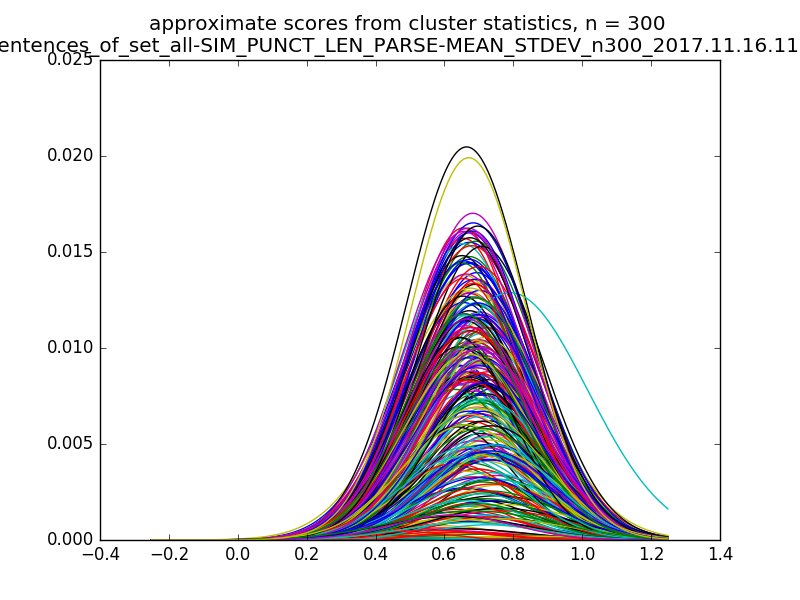 approximate scores from cluster statistics, n = 300
entences_of_set_all-SIM_PUNCT_LEN_PARSE-MEAN_STDEV_n300_2017.11.16.11
0.025
0.020
0.015
0.010
0.005
0.000
−0.4 −0.2 0.0 0.2 0.4 0.6 0.8 1.0 1.2 1.4